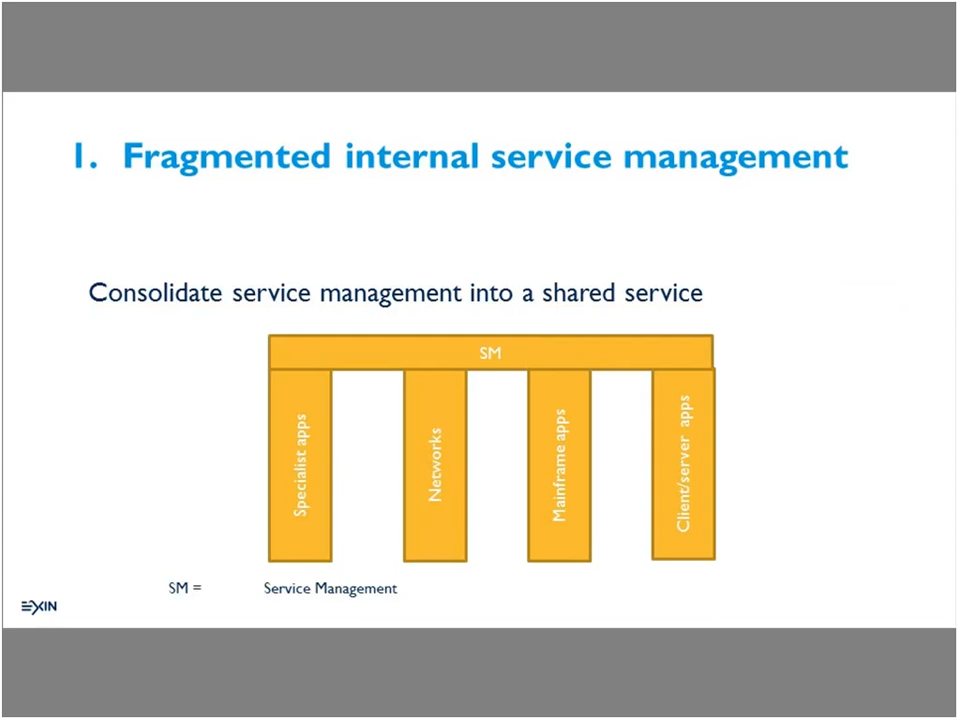 1. Fragmented internal service management
Consolidate service management into a shared service
SM
Specialist apps
Networks
Mainframe apps
Client/server apps
SM = Service Management
EXIN